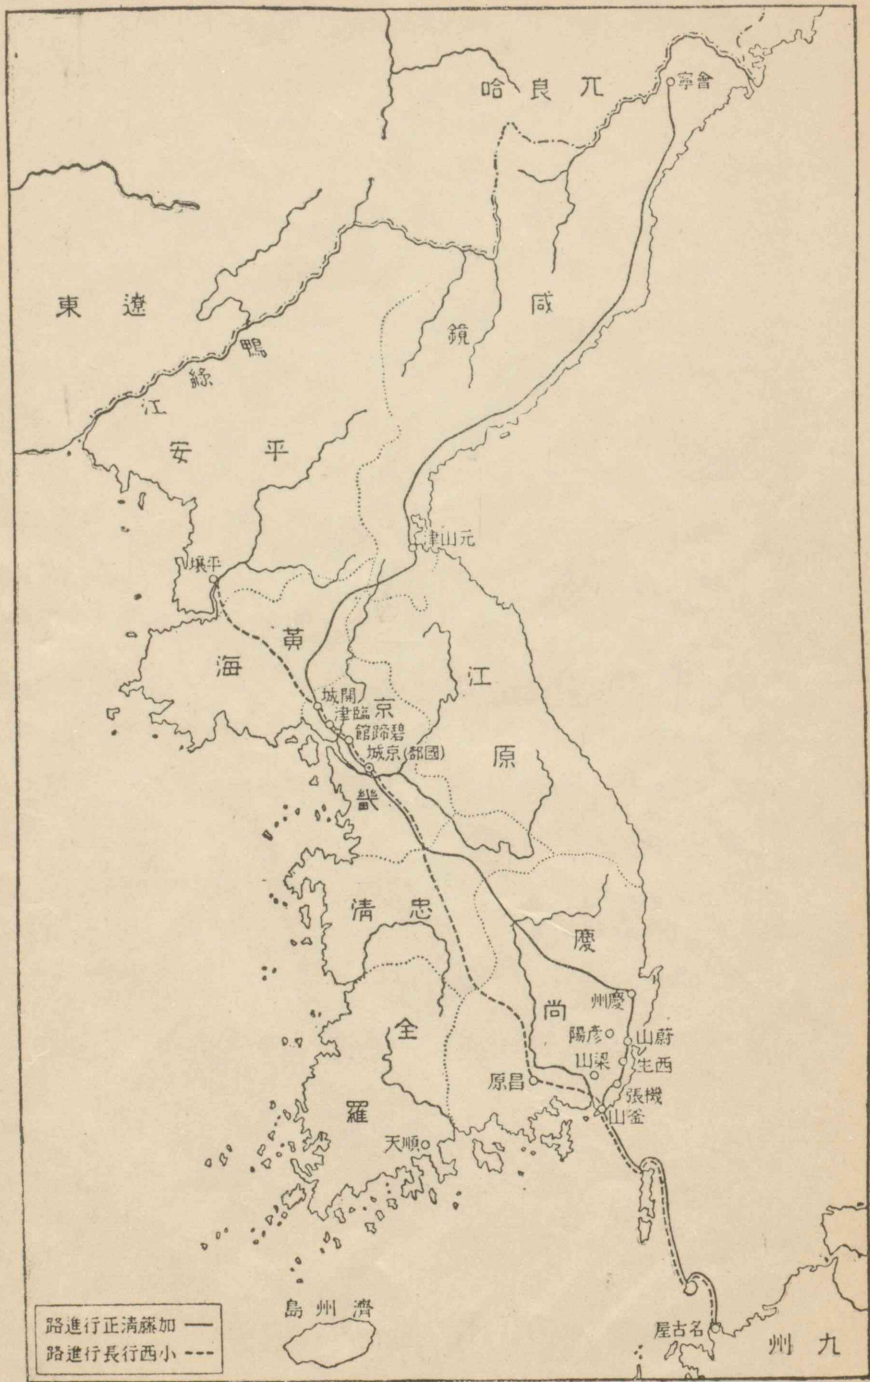 會寧
兀良哈
咸鏡
遼東
鴨綠江
平安
元山津
平壤
黃海
江原
開城
臨津
碧蹄館
京城(國都)
京畿
忠清
慶尚
慶州
彥陽
蔚山
西生
梁山
機張
昌原
釜山
全羅
順天
濟州島
名古屋
九州
加藤清正行進路
小西行長行進路